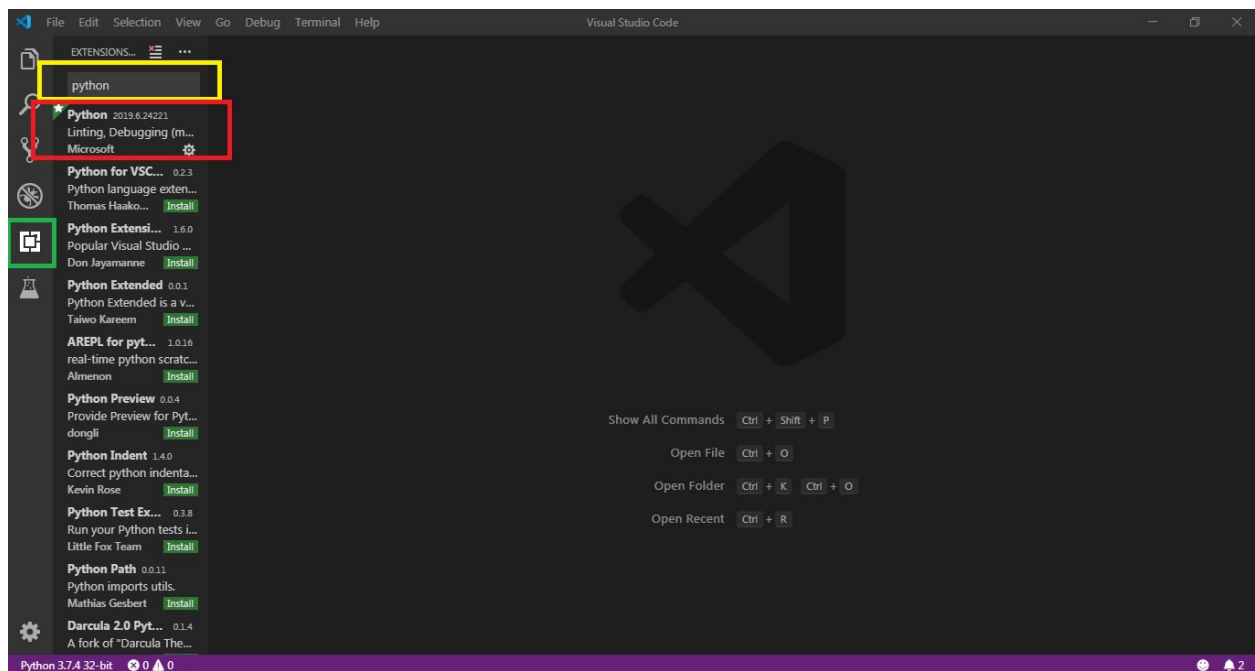 File Edit Selection View Go Debug Terminal Help Visual Studio Code
EXTENSIONS...
python
Python 2019.6.24221
Linting, Debugging (m...
Microsoft
Python for VSC... 0.2.3
Python language exten...
Thomas Haako... Install
Python Extensi... 1.6.0
Popular Visual Studio ...
Don Jayamanne Install
Python Extended 0.0.1
Python Extended is a v...
Taiwo Kareem Install
AREPL for pyt... 1.0.16
real-time python scratc...
Almenon Install
Python Preview 0.0.4
Provide Preview for Pyt...
dongli Install
Python Indent 1.4.0
Correct python indenta...
Kevin Rose Install
Python Test Ex... 0.3.8
Run your Python tests i...
Little Fox Team Install
Python Path 0.0.11
Python imports utils.
Mathias Gesbert Install
Darcula 2.0 Pyt... 0.1.4
A fork of "Darcula The...
Show All Commands Ctrl + Shift + P
Open File Ctrl + O
Open Folder Ctrl + K Ctrl + O
Open Recent Ctrl + R
Python 3.7.4 32-bit 0 0 2